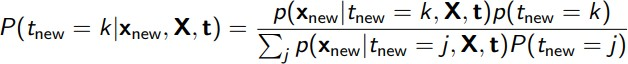 P(t_new = k|x_new, X, t) = p(x_new|t_new = k, X, t)p(t_new = k) / ∑_j p(x_new|t_new = j, X, t)P(t_new = j)